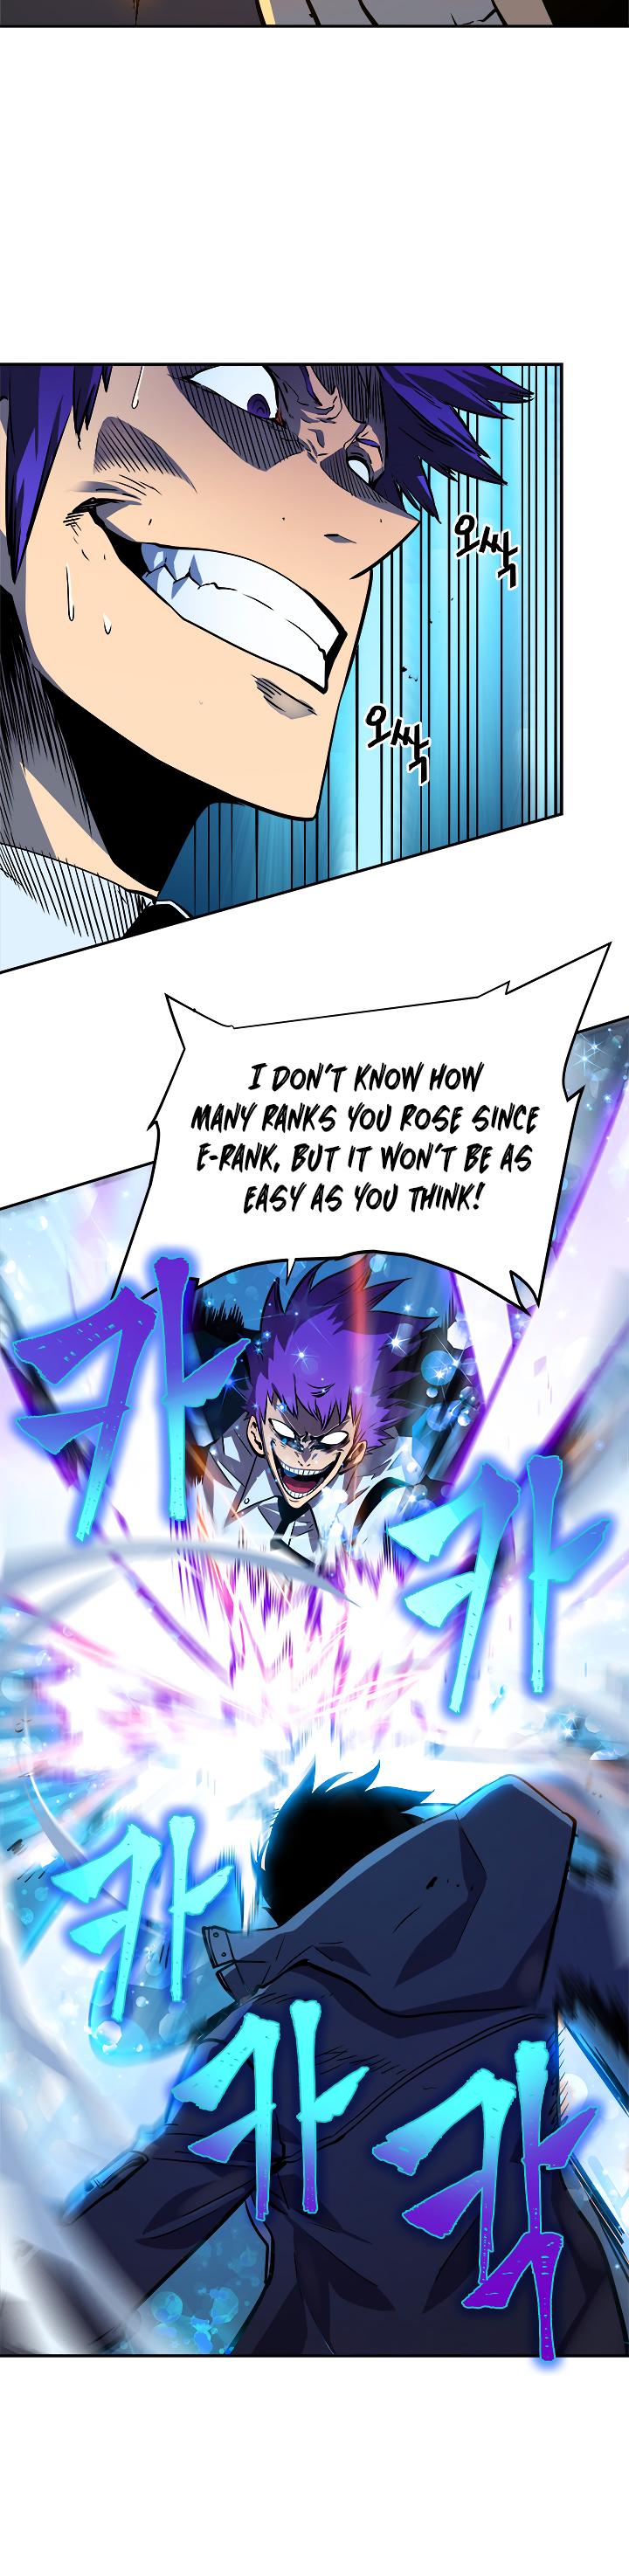 오싹
오싹
I DON'T KNOW HOW
MANY RANKS YOU ROSE SINCE
E-RANK, BUT IT WON'T BE AS
EASY AS YOU THINK!
카
카
카
카
캉